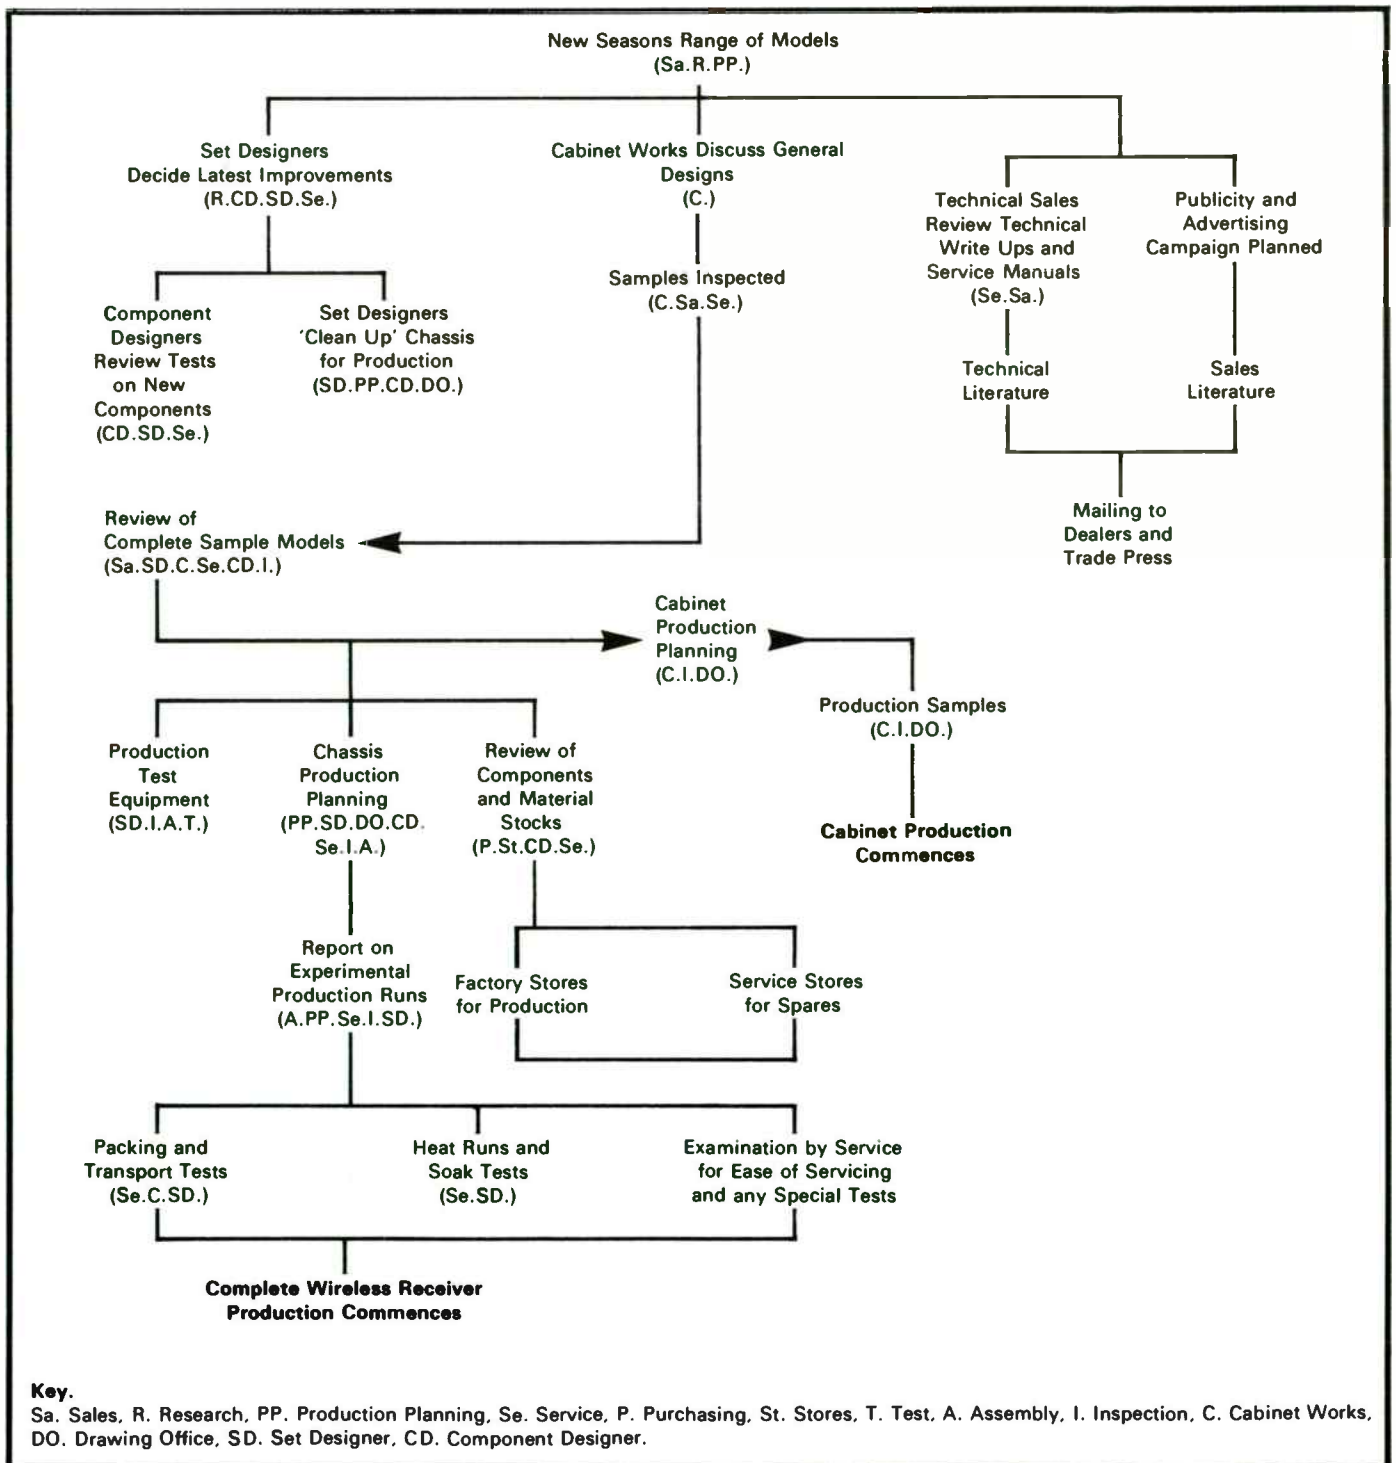 New Seasons Range of Models
(Sa.R.PP.)
Set Designers
Decide Latest Improvements
(R.CD.SD.Se.)
Cabinet Works Discuss General
Designs
(C.)
Technical Sales
Review Technical
Write Ups and
Service Manuals
(Se.Sa.)
Publicity and
Advertising
Campaign Planned
Samples Inspected
(C.Sa.Se.)
Component
Designers
Review Tests
on New
Components
(CD.SD.Se.)
Set Designers
'Clean Up' Chassis
for Production
(SD.PP.CD.DO.)
Technical
Literature
Sales
Literature
Mailing to
Dealers and
Trade Press
Review of
Complete Sample Models
(Sa.SD.C.Se.CD.I.)
Cabinet
Production
Planning
(C.I.DO.)
Production Samples
(C.I.DO.)
Cabinet Production
Commences
Production
Test
Equipment
(SD.I.A.T.)
Chassis
Production
Planning
(PP.SD.DO.CD.
Se.I.A.)
Review of
Components
and Material
Stocks
(P.St.CD.Se.)
Report on
Experimental
Production Runs
(A.PP.Se.I.SD.)
Factory Stores
for Production
Service Stores
for Spares
Packing and
Transport Tests
(Se.C.SD.)
Heat Runs and
Soak Tests
(Se.SD.)
Examination by Service
for Ease of Servicing
and any Special Tests
Complete Wireless Receiver
Production Commences
Key.
Sa. Sales, R. Research, PP. Production Planning, Se. Service, P. Purchasing, St. Stores, T. Test, A. Assembly, I. Inspection, C. Cabinet Works,
DO. Drawing Office, SD. Set Designer, CD. Component Designer.